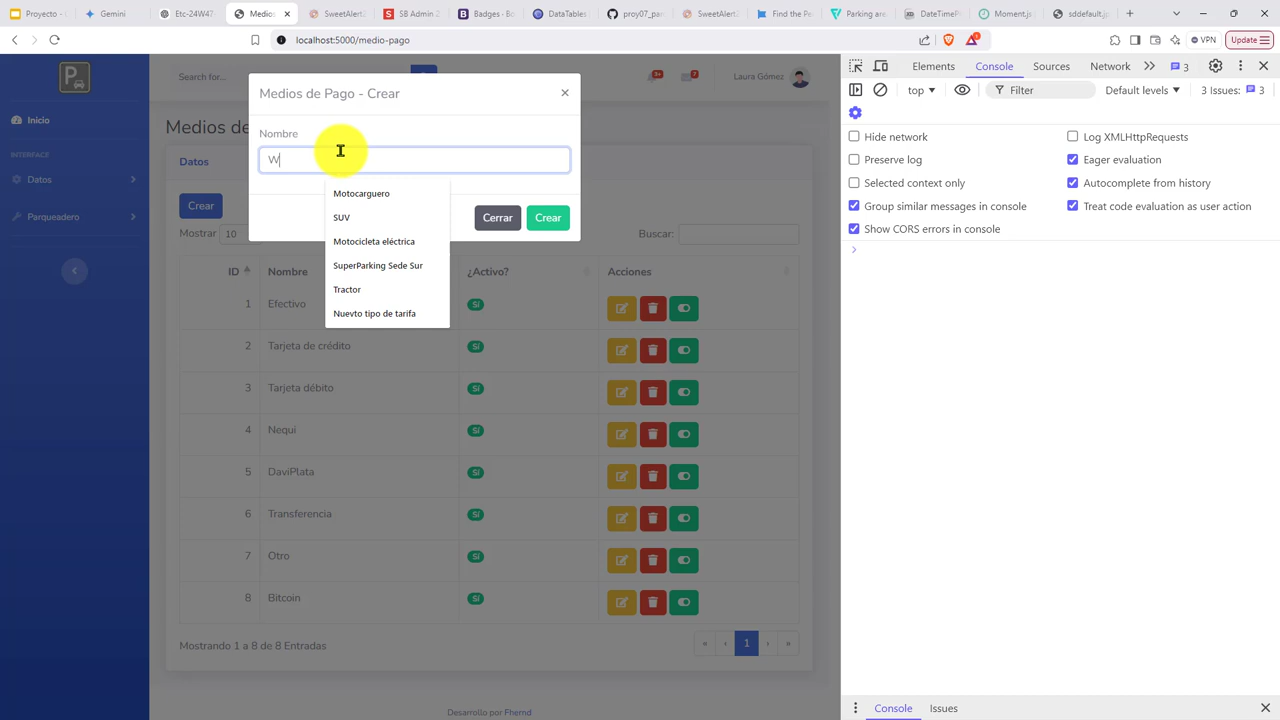 Proyecto -
Gemini
Etc-24W47
Medios
SweetAlert2
SB Admin 2
Badges - Bo
DataTables
proy07_pa
SweetAlert2
Find the Pe
Parking are
DateTimeP
Moment.js
sddefault.jp
localhost:5000/medio-pago
VPN
Update
P
Inicio
INTERFACE
Datos
Parqueadero
Search for...
3+
7
Laura Gómez
Medios de
Datos
Crear
Mostrar 10
Buscar:
Medios de Pago - Crear
×
Nombre
W
Motocarguero
SUV
Motocicleta eléctrica
SuperParking Sede Sur
Tractor
Nuevto tipo de tarifa
Cerrar
Crear
ID Nombre ¿Activo? Acciones
1 Efectivo Sí
2 Tarjeta de crédito Sí
3 Tarjeta débito Sí
4 Nequi Sí
5 DaviPlata Sí
6 Transferencia Sí
7 Otro Sí
8 Bitcoin Sí
Mostrando 1 a 8 de 8 Entradas
« ‹ 1 › »
Desarrollo por Fhernd
Elements
Console
Sources
Network
3
top
Filter
Default levels
3 Issues: 3
Hide network
Log XMLHttpRequests
Preserve log
Eager evaluation
Selected context only
Autocomplete from history
Group similar messages in console
Treat code evaluation as user action
Show CORS errors in console
Console
Issues